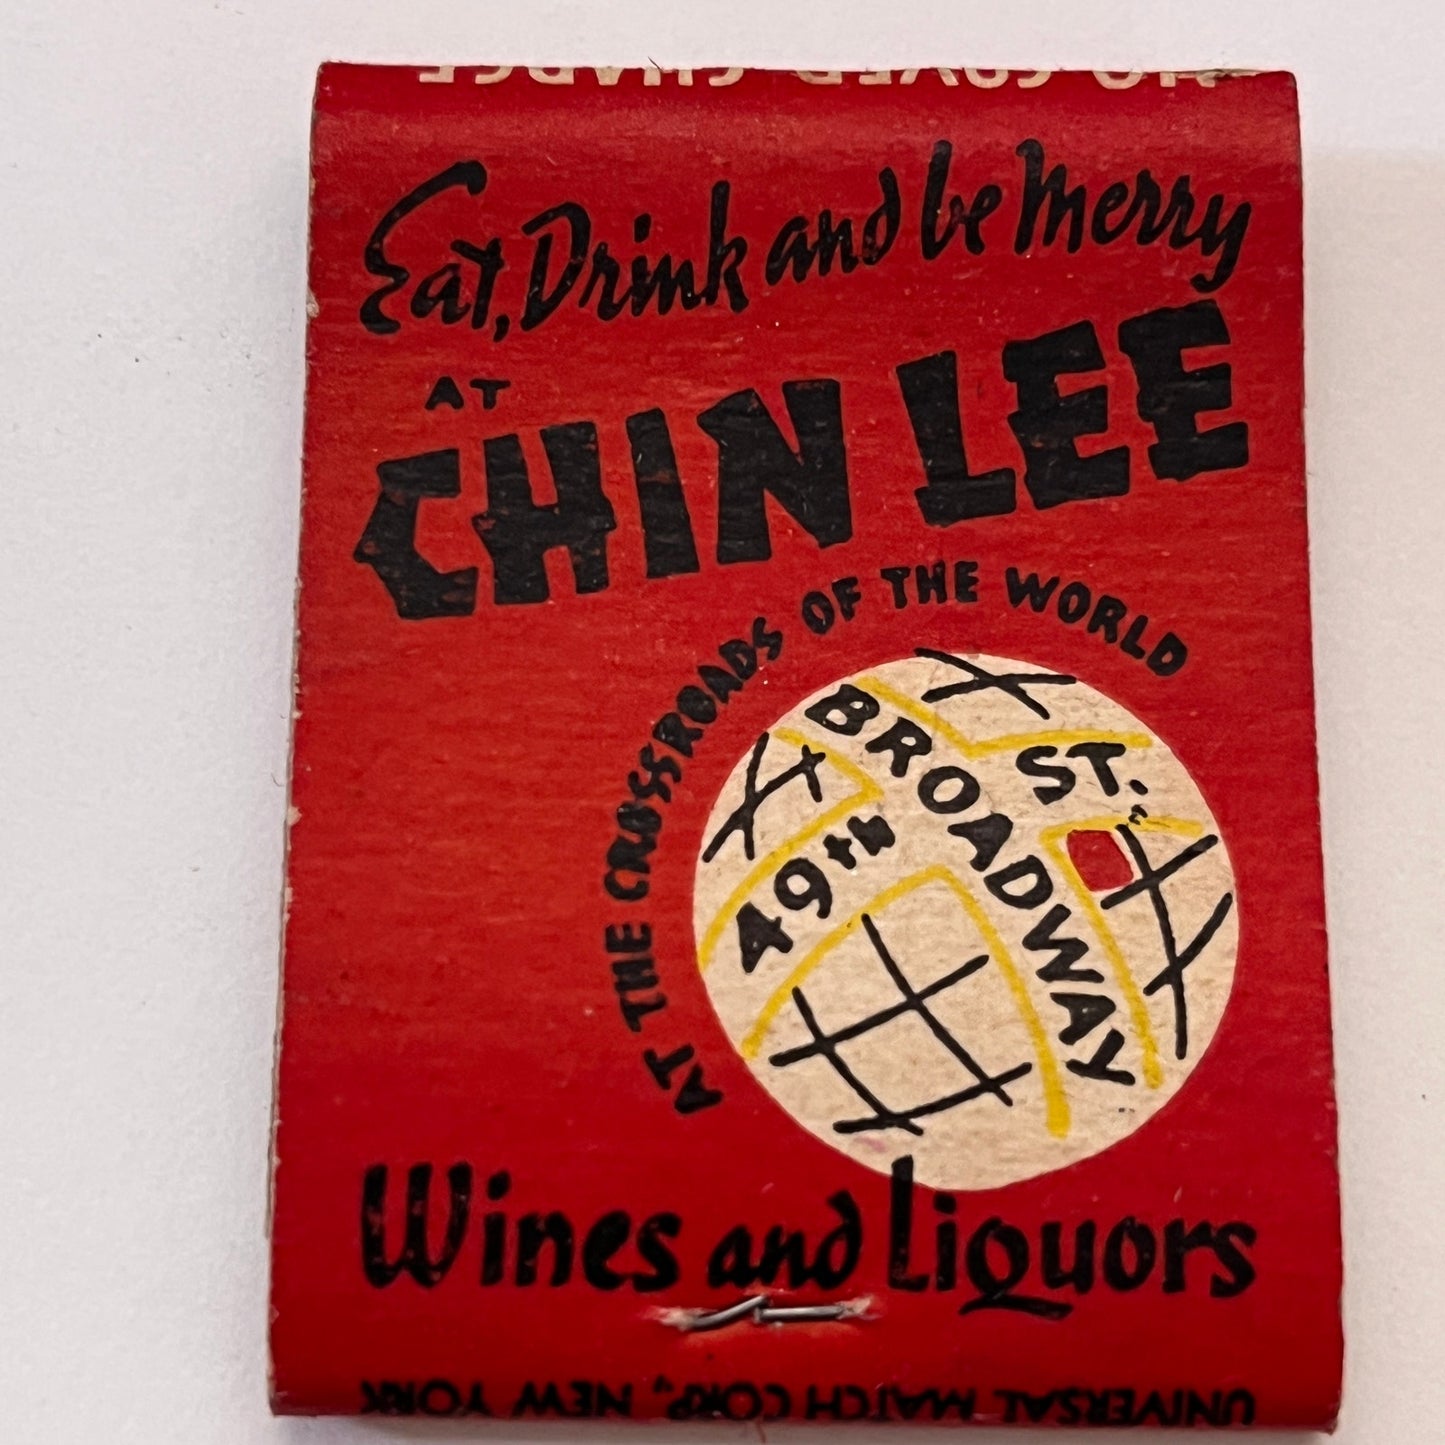 NO COVER CHARGE
Eat, Drink and be Merry
AT
CHIN LEE
AT THE CROSSROADS OF THE WORLD
BROADWAY
49TH ST.
Wines and Liquors
UNIVERSAL MATCH CORP., NEW YORK